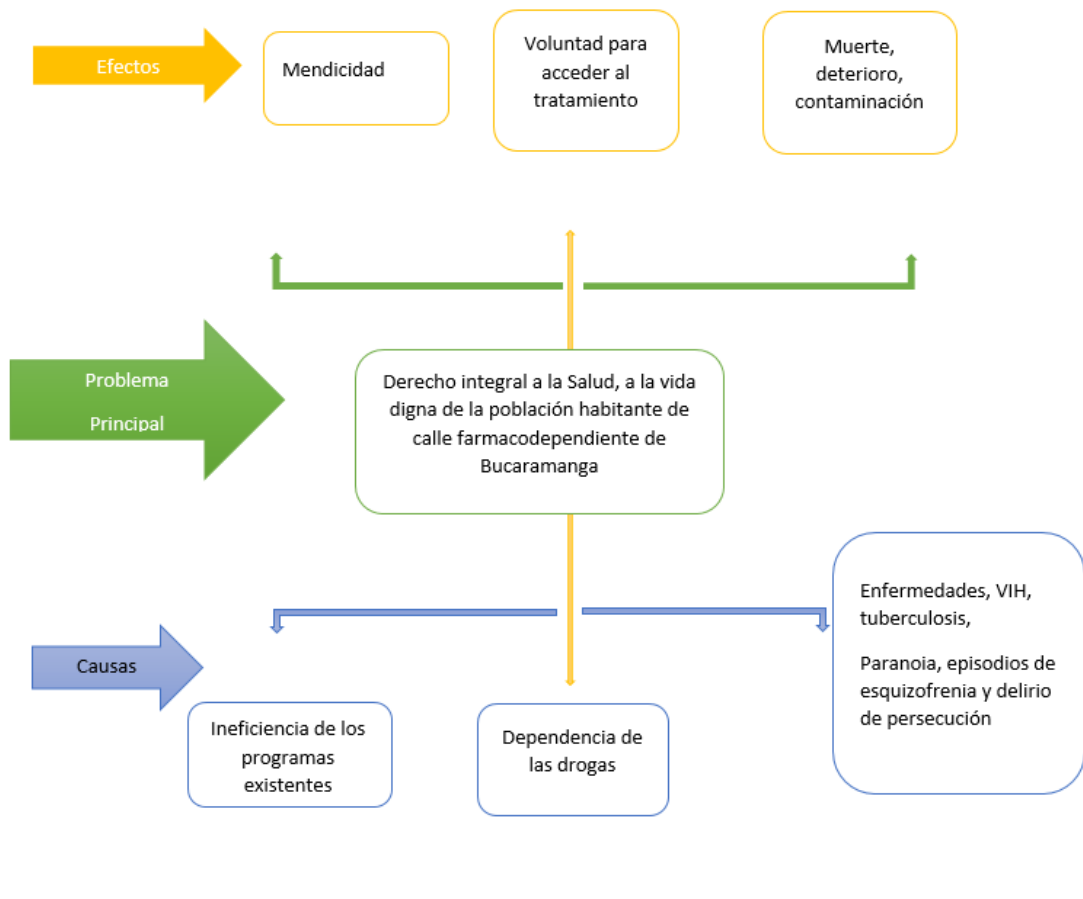 Efectos
Mendicidad
Voluntad para
acceder al
tratamiento
Muerte,
deterioro,
contaminación
Problema
Principal
Derecho integral a la Salud, a la vida
digna de la población habitante de
calle farmacodependiente de
Bucaramanga
Causas
Ineficiencia de los
programas
existentes
Dependencia de
las drogas
Enfermedades, VIH,
tuberculosis,
Paranoia, episodios de
esquizofrenia y delirio
de persecución